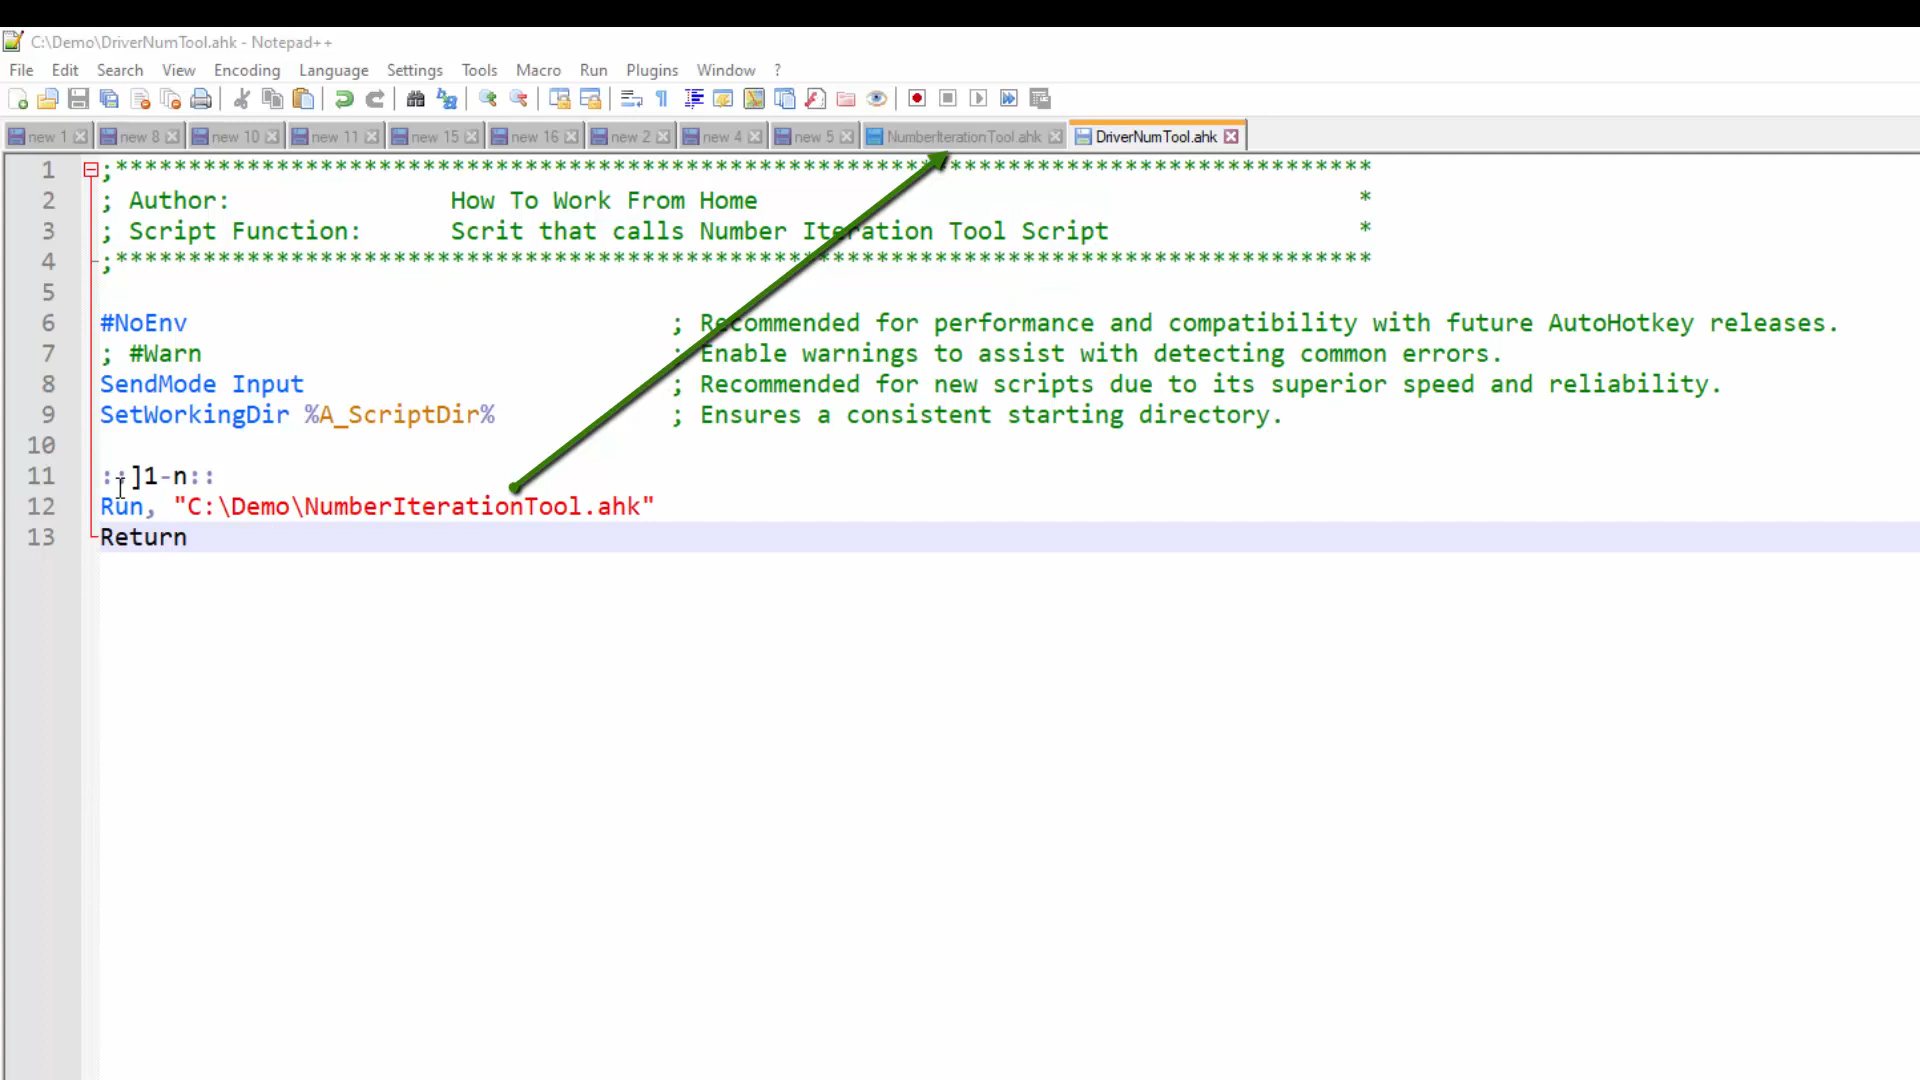 C:\Demo\DriverNumTool.ahk - Notepad++
File Edit Search View Encoding Language Settings Tools Macro Run Plugins Window ?
new 1 new 8 new 10 new 11 new 15 new 16 new 2 new 4 new 5 NumberIterationTool.ahk DriverNumTool.ahk
1 ;**************************************************************************************
2 ; Author: How To Work From Home *
3 ; Script Function: Scrit that calls Number Iteration Tool Script *
4 ;**************************************************************************************
5
6 #NoEnv ; Recommended for performance and compatibility with future AutoHotkey releases.
7 ; #Warn ; Enable warnings to assist with detecting common errors.
8 SendMode Input ; Recommended for new scripts due to its superior speed and reliability.
9 SetWorkingDir %A_ScriptDir% ; Ensures a consistent starting directory.
10
11 ::]1-n::
12 Run, "C:\Demo\NumberIterationTool.ahk"
13 Return